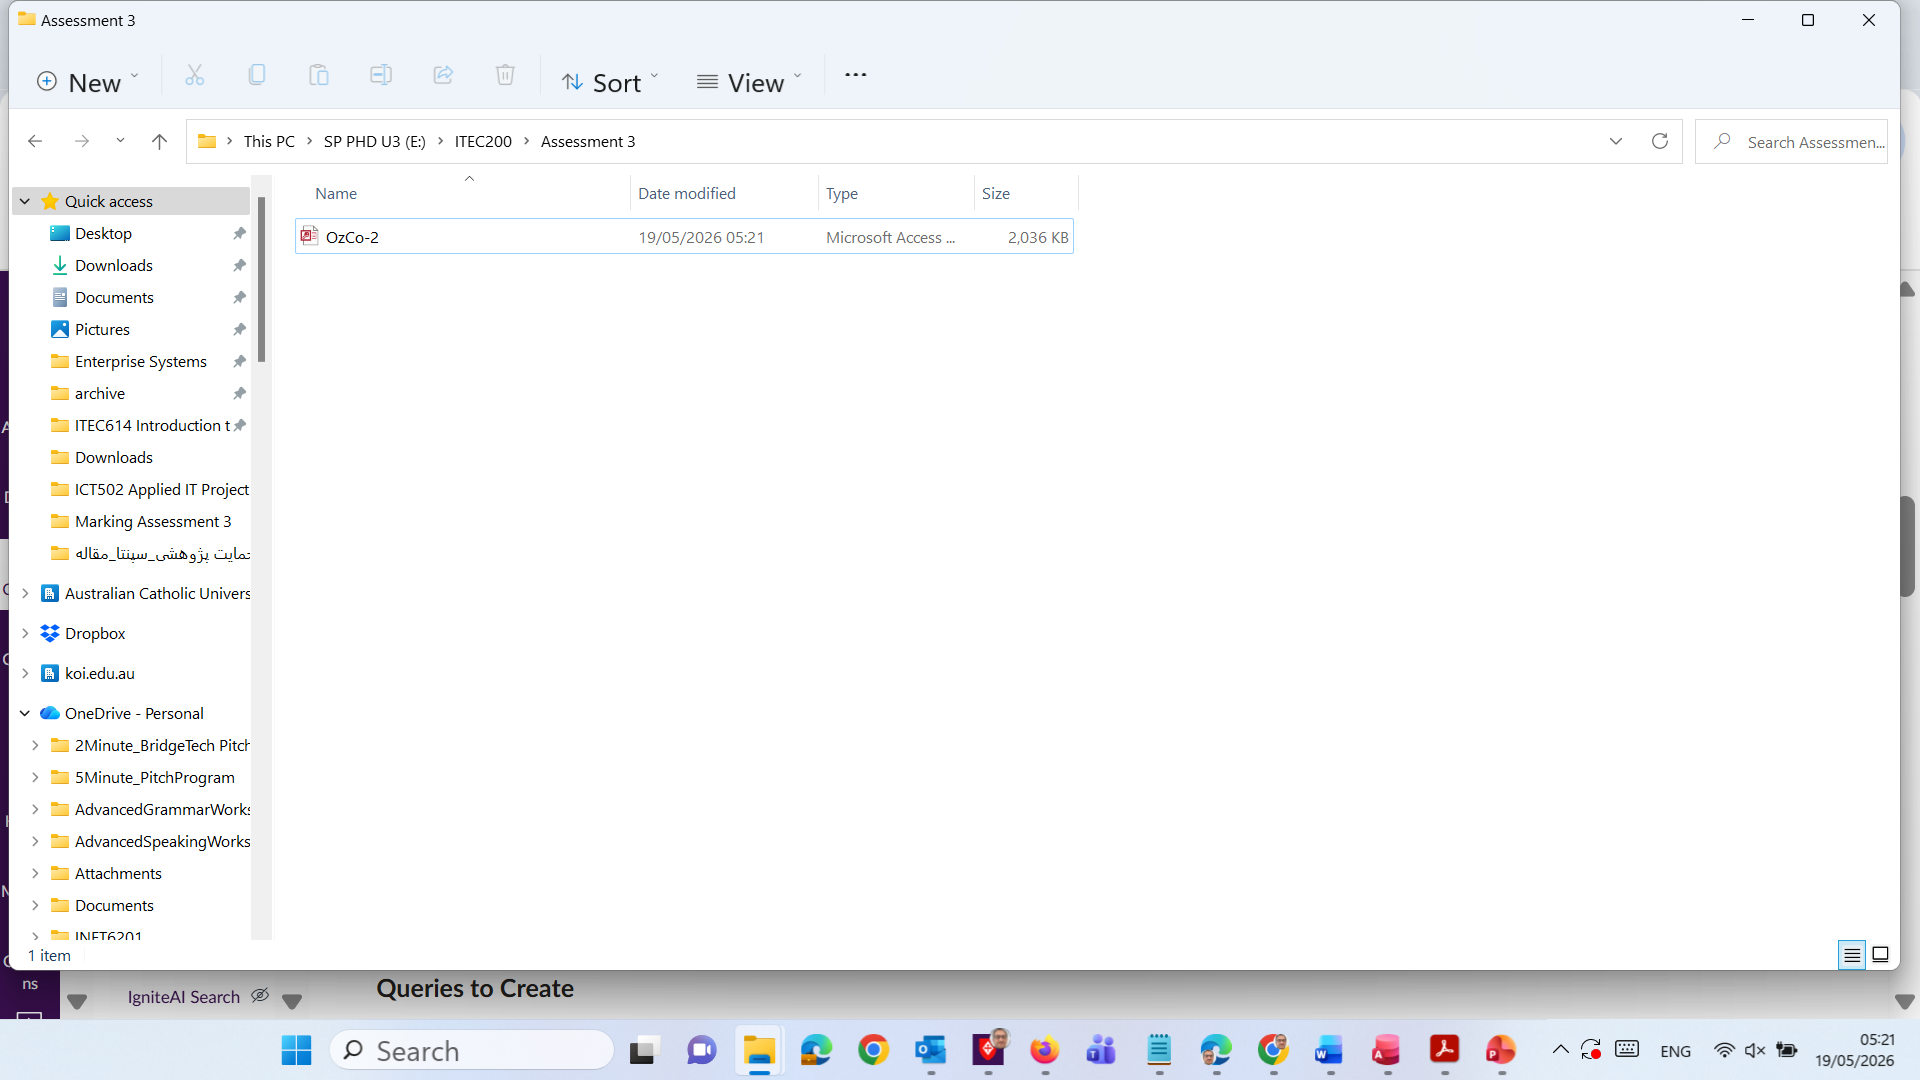 Assessment 3
New
Sort
View
This PC
SP PHD U3 (E:)
ITEC200
Assessment 3
Search Assessmen...
Name
Date modified
Type
Size
OzCo-2
19/05/2026 05:21
Microsoft Access ...
2,036 KB
Quick access
Desktop
Downloads
Documents
Pictures
Enterprise Systems
archive
ITEC614 Introduction t
Downloads
ICT502 Applied IT Project
Marking Assessment 3
حمایت پژوهشی_سپنتا_مقاله
Australian Catholic Univers
Dropbox
koi.edu.au
OneDrive - Personal
2Minute_BridgeTech Pitch
5Minute_PitchProgram
AdvancedGrammarWorks
AdvancedSpeakingWorks
Attachments
Documents
INFT6201
1 item
ns
IgniteAI Search
Queries to Create
Search
ENG
05:21
19/05/2026